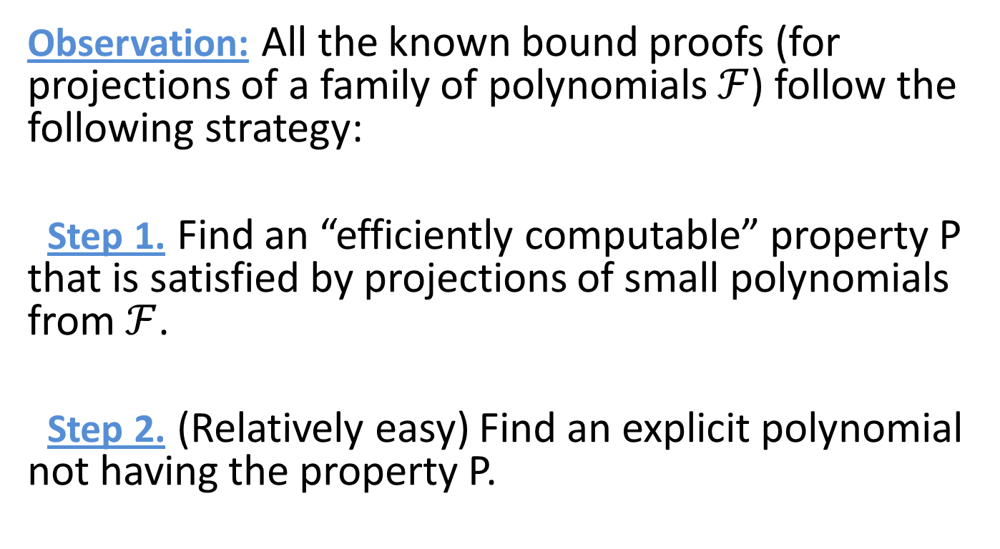 Observation: All the known bound proofs (for
projections of a family of polynomials ℱ) follow the
following strategy:
Step 1. Find an “efficiently computable” property P
that is satisfied by projections of small polynomials
from ℱ.
Step 2. (Relatively easy) Find an explicit polynomial
not having the property P.